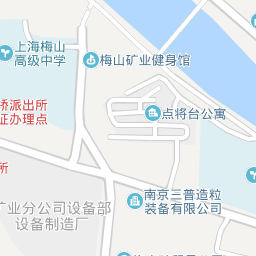 上海梅山
高级中学
梅山矿业健身馆
桥派出所
证办理点
点将台公寓
所
南京三普造粒
装备有限公司
矿业分公司设备部
设备制造厂